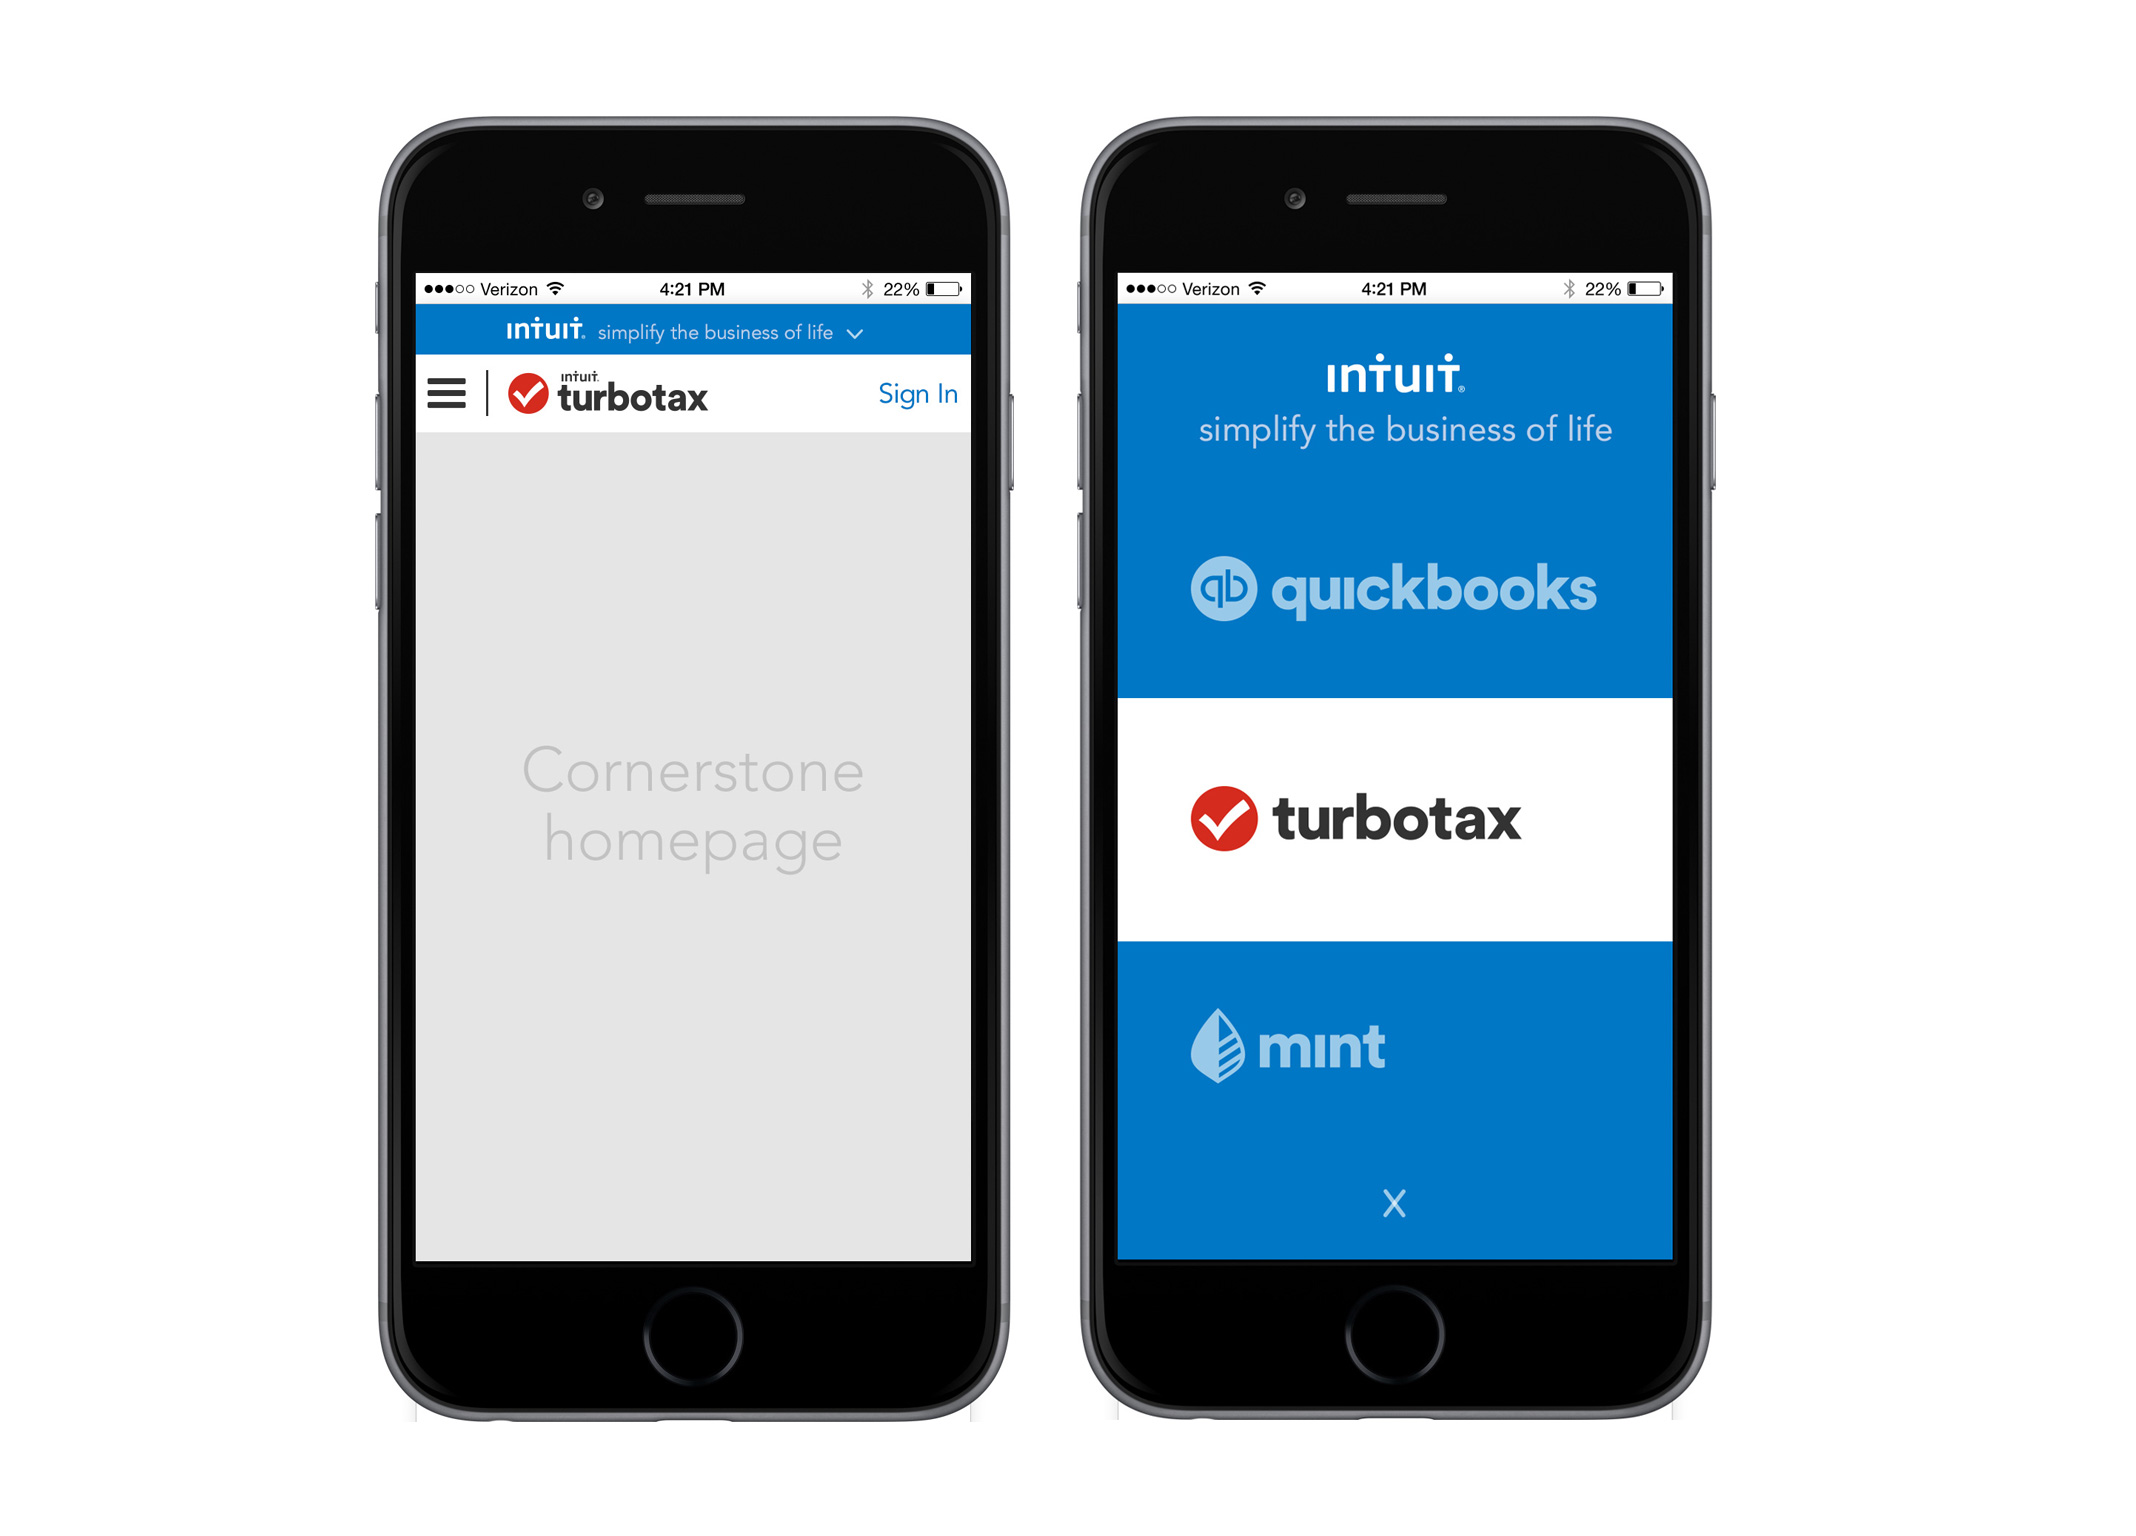 Verizon 4:21 PM 22%
intuit® simplify the business of life
intuit
turbotax
Sign In
Cornerstone
homepage
Verizon 4:21 PM 22%
intuit®
simplify the business of life
qb quickbooks
turbotax
mint
X